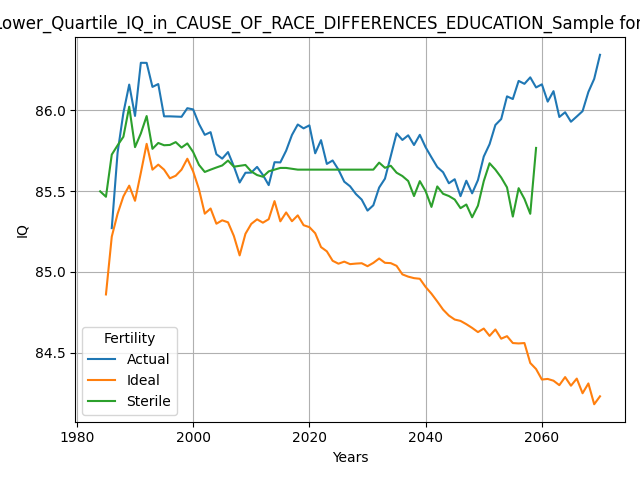 Lower_Quartile_IQ_in_CAUSE_OF_RACE_DIFFERENCES_EDUCATION_Sample for
86.0
85.5
85.0
84.5
IQ
Fertility
Actual
Ideal
Sterile
1980
2000
2020
2040
2060
Years